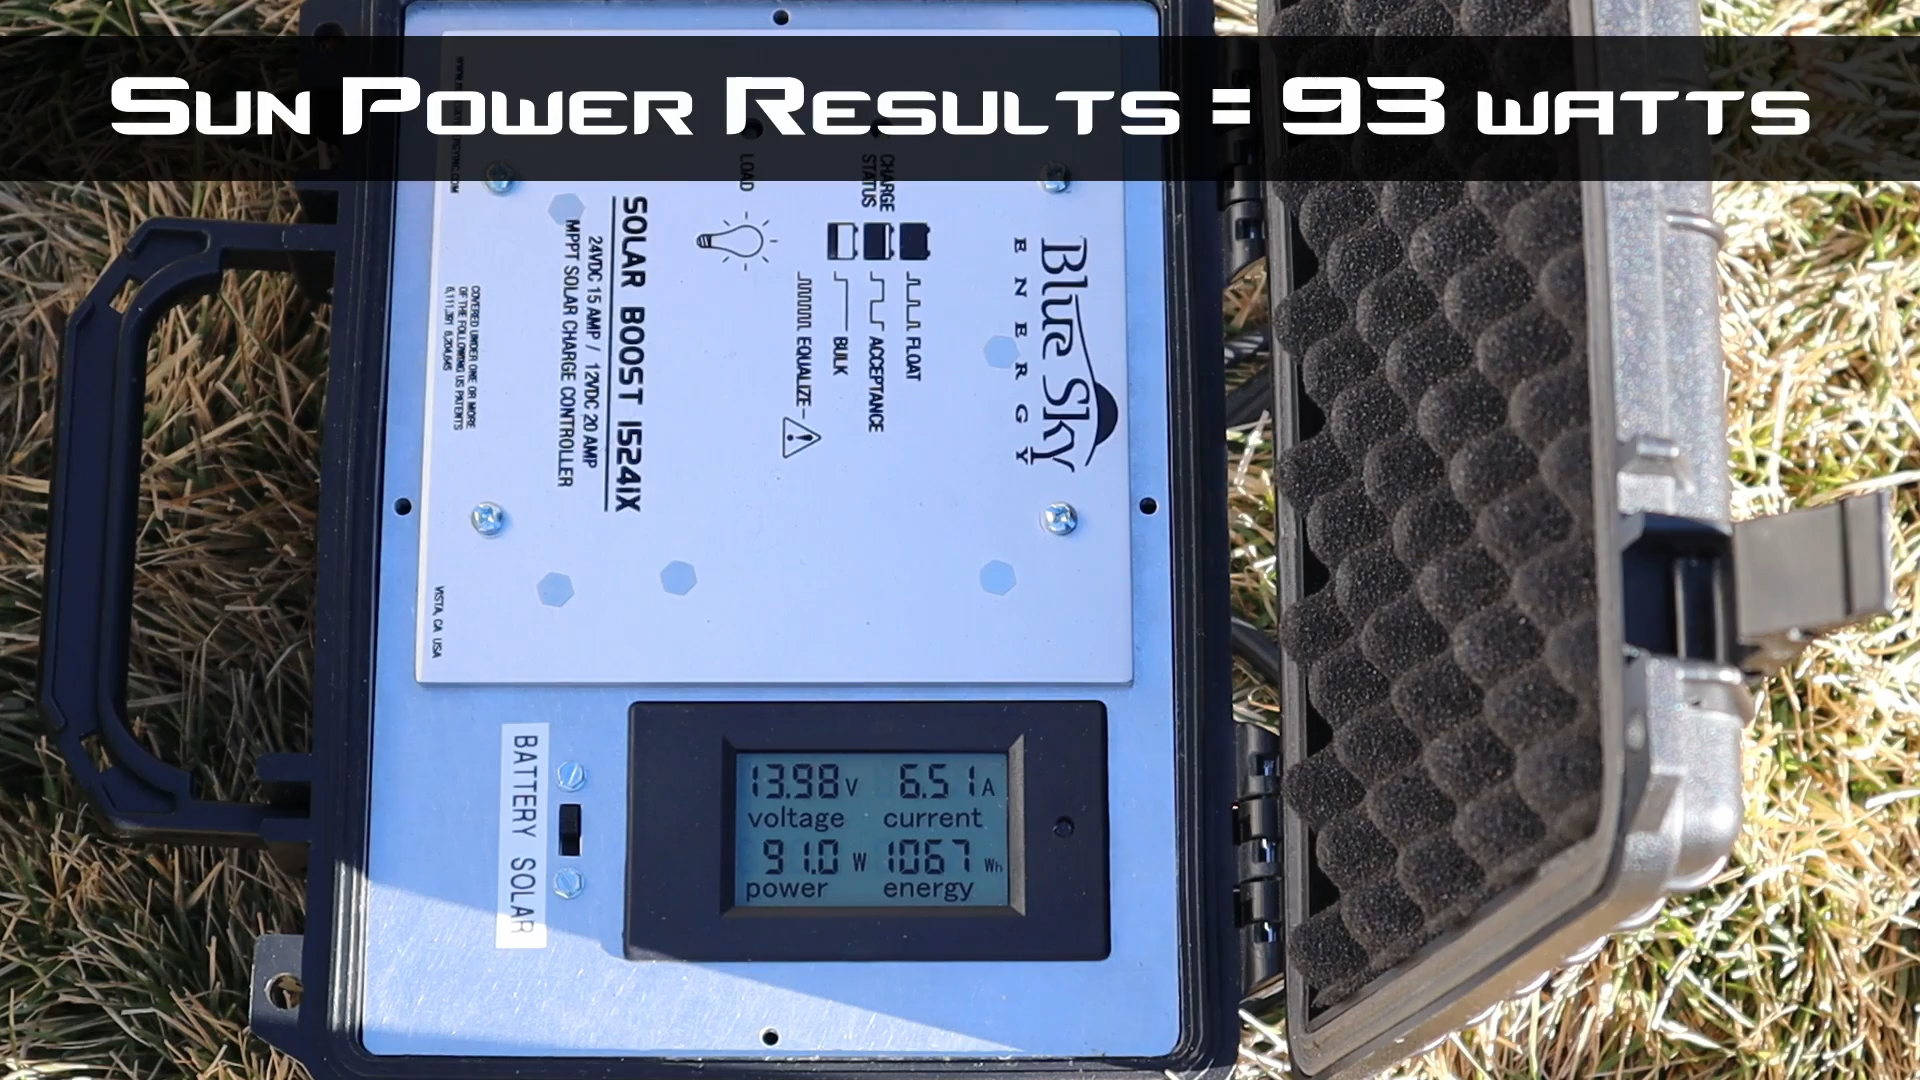 Sun Power Results = 93 watts
LOAD
CHARGE
STATUS
Blue Sky
ENERGY
FLOAT
ACCEPTANCE
BULK
EQUALIZE
SOLAR BOOST 1524IX
24VDC 15 AMP / 12VDC 20 AMP
MPPT SOLAR CHARGE CONTROLLER
COVERED UNDER ONE OR MORE
OF THE FOLLOWING US PATENTS
VISTA, CA USA
BATTERY SOLAR
13.98 V 6.51 A
voltage current
91.0 W 1067 Wh
power energy